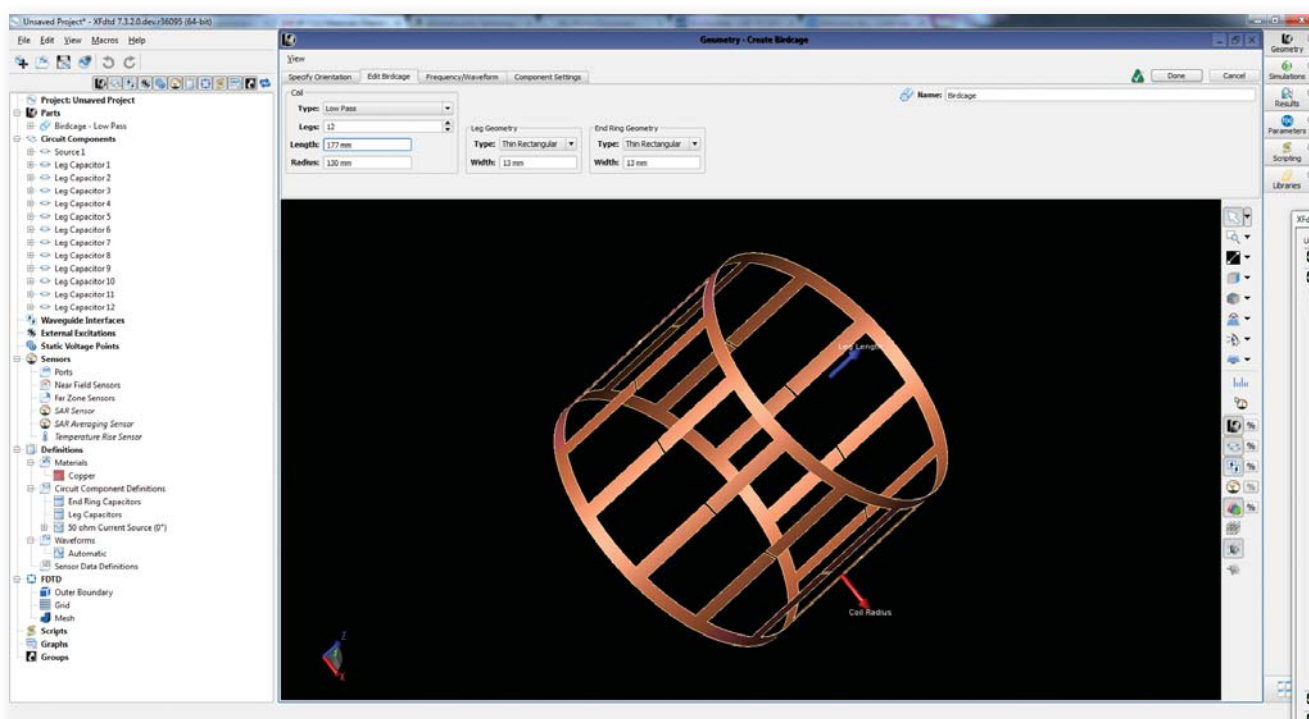 Unsaved Project* - XFdtd 7.3.2.0.dev.r36095 (64-bit)
File Edit View Macros Help
Project: Unsaved Project
Parts
Birdcage - Low Pass
Circuit Components
Source 1
Leg Capacitor 1
Leg Capacitor 2
Leg Capacitor 3
Leg Capacitor 4
Leg Capacitor 5
Leg Capacitor 6
Leg Capacitor 7
Leg Capacitor 8
Leg Capacitor 9
Leg Capacitor 10
Leg Capacitor 11
Leg Capacitor 12
Waveguide Interfaces
External Excitations
Static Voltage Points
Sensors
Ports
Near Field Sensors
Far Zone Sensors
SAR Sensor
SAR Averaging Sensor
Temperature Rise Sensor
Definitions
Materials
Copper
Circuit Component Definitions
End Ring Capacitors
Leg Capacitors
50 ohm Current Source (0°)
Waveforms
Automatic
Sensor Data Definitions
FDTD
Outer Boundary
Grid
Mesh
Scripts
Graphs
Groups
Geometry - Create Birdcage
View
Specify Orientation Edit Birdcage Frequency/Waveform Component Settings Done Cancel
Coil
Name: Birdcage
Type: Low Pass
Legs: 12
Length: 177 mm
Radius: 130 mm
Leg Geometry
Type: Thin Rectangular
Width: 13 mm
End Ring Geometry
Type: Thin Rectangular
Width: 13 mm
Leg Length
Coil Radius
Z
X
Geometry
Simulations
Results
Parameters
Scripting
Libraries
XFd